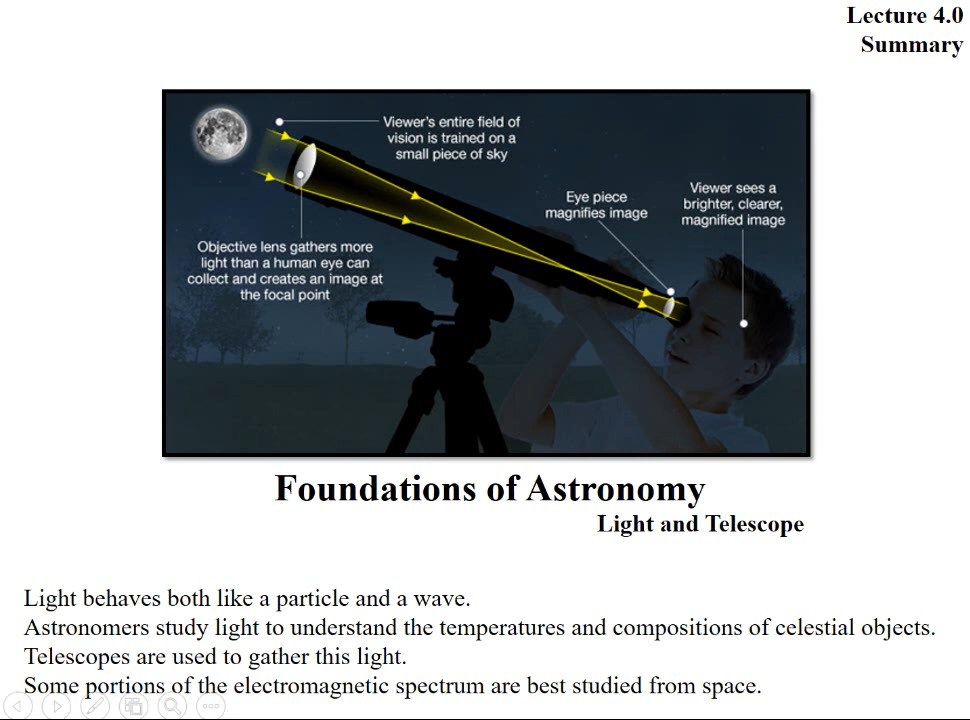 Lecture 4.0
Summary
Viewer's entire field of
vision is trained on a
small piece of sky
Eye piece
magnifies image
Viewer sees a
brighter, clearer,
magnified image
Objective lens gathers more
light than a human eye can
collect and creates an image at
the focal point
Foundations of Astronomy
Light and Telescope
Light behaves both like a particle and a wave.
Astronomers study light to understand the temperatures and compositions of celestial objects.
Telescopes are used to gather this light.
Some portions of the electromagnetic spectrum are best studied from space.